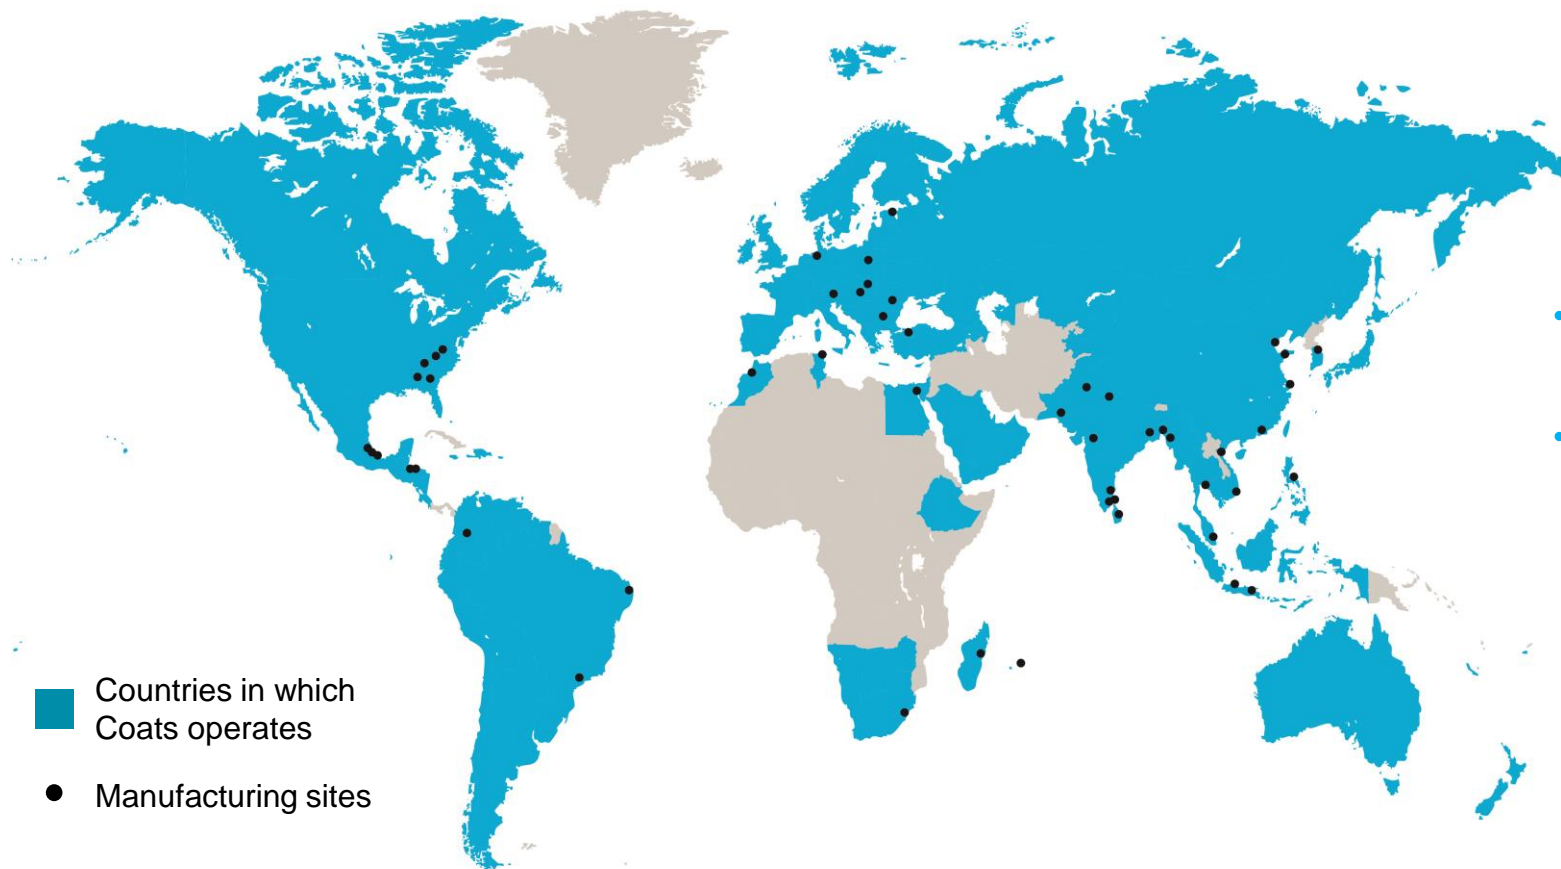 Countries in which
Coats operates
Manufacturing sites